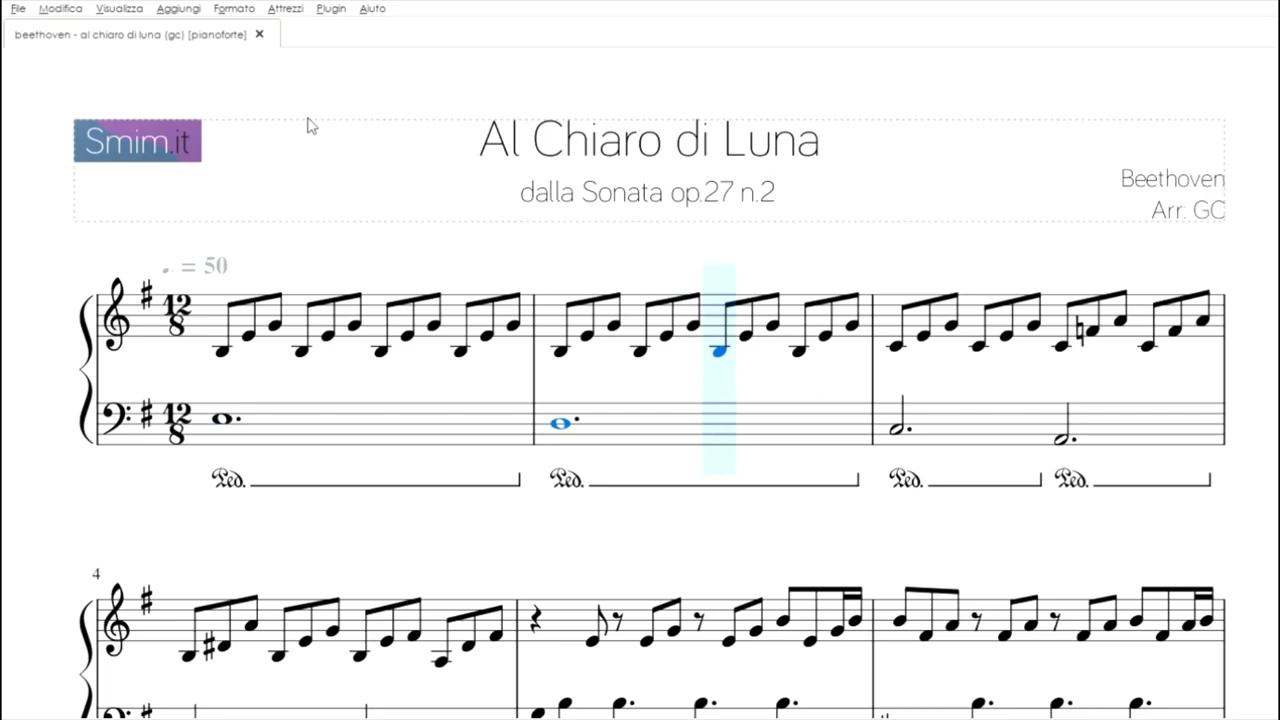 File Modifica Visualizza Aggiungi Formato Attrezzi Plugin Aiuto
beethoven - al chiaro di luna (gc) [pianoforte] ✕
Smim.it
Al Chiaro di Luna
dalla Sonata op.27 n.2
Beethoven
Arr: GC
♩. = 50
12
8
12
8
Ped. Ped. Ped. Ped.
4